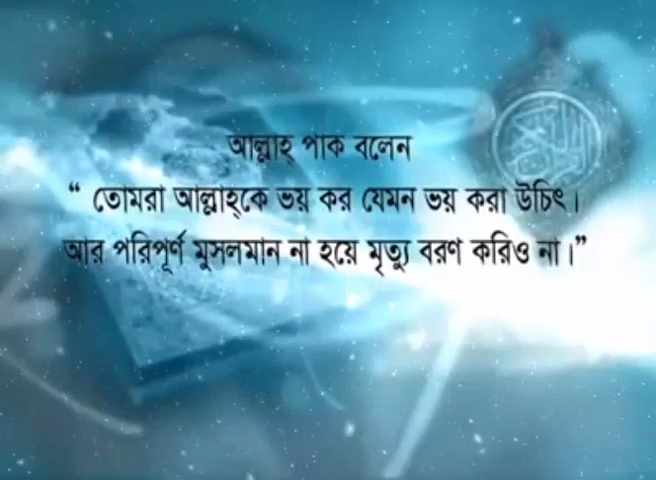 আল্লাহ্ পাক বলেন
“ তোমরা আল্লাহ্‌কে ভয় কর যেমন ভয় করা উচিৎ।
আর পরিপূর্ণ মুসলমান না হয়ে মৃত্যু বরণ করিও না।”